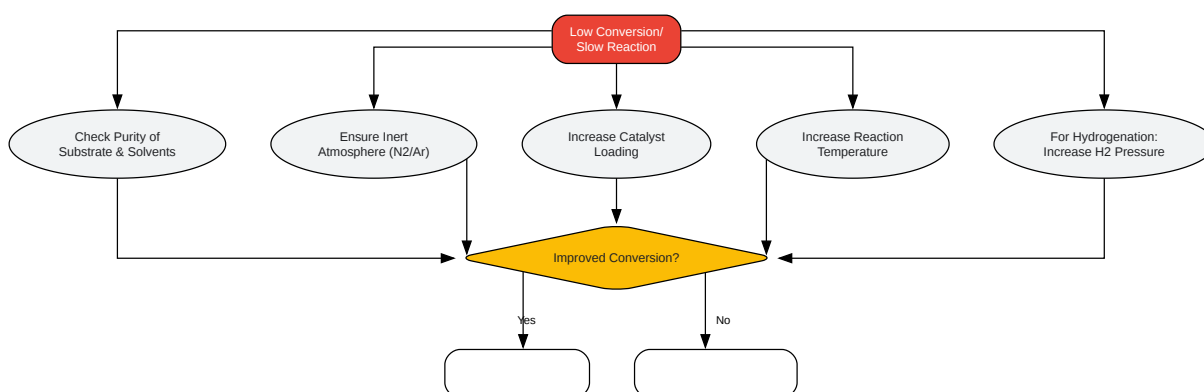 Low Conversion/
Slow Reaction
Check Purity of
Substrate & Solvents
Ensure Inert
Atmosphere (N2/Ar)
Increase Catalyst
Loading
Increase Reaction
Temperature
For Hydrogenation:
Increase H2 Pressure
Improved Conversion?
Yes
No